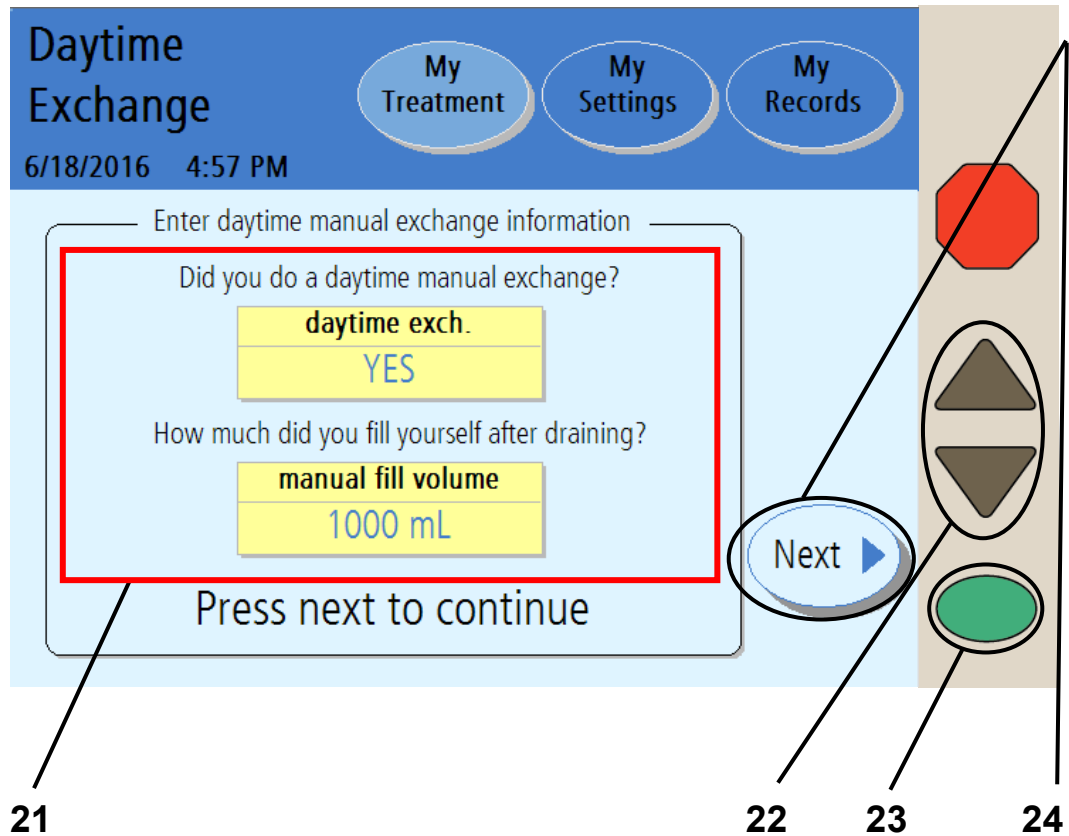 Daytime
Exchange
My
Treatment
My
Settings
My
Records
6/18/2016 4:57 PM
Enter daytime manual exchange information
Did you do a daytime manual exchange?
daytime exch.
YES
How much did you fill yourself after draining?
manual fill volume
1000 mL
Next
Press next to continue
21
22
23
24